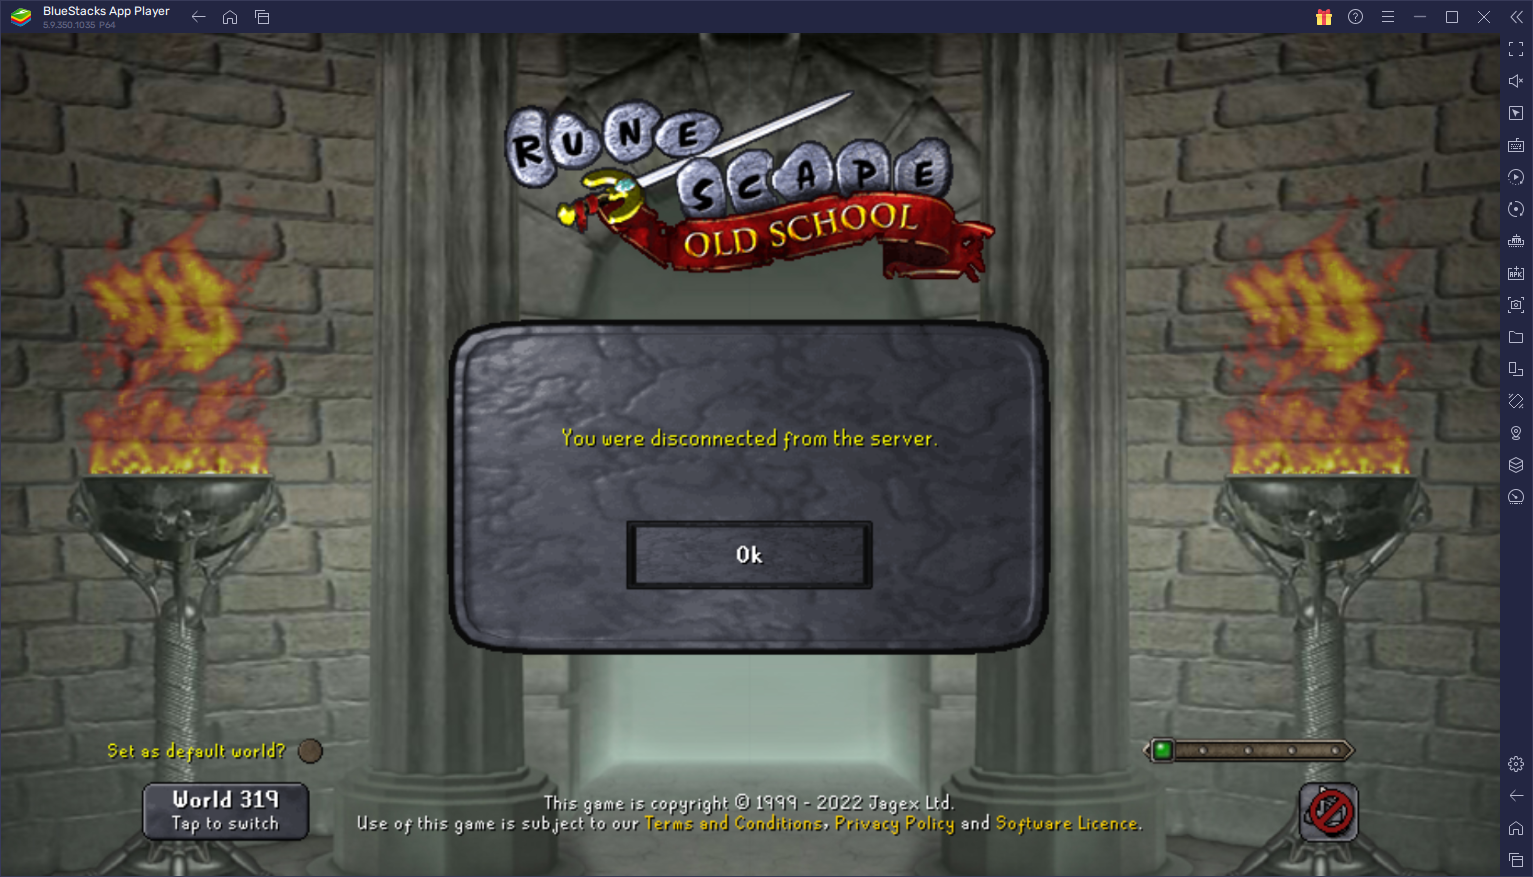 BlueStacks App Player
5.9.350.1035 P64
RUNE
SCAPE
OLD SCHOOL
You were disconnected from the server.
Ok
Set as default world?
World 319
Tap to switch
This game is copyright © 1999 - 2022 Jagex Ltd.
Use of this game is subject to our Terms and Conditions, Privacy Policy and Software Licence.
APK